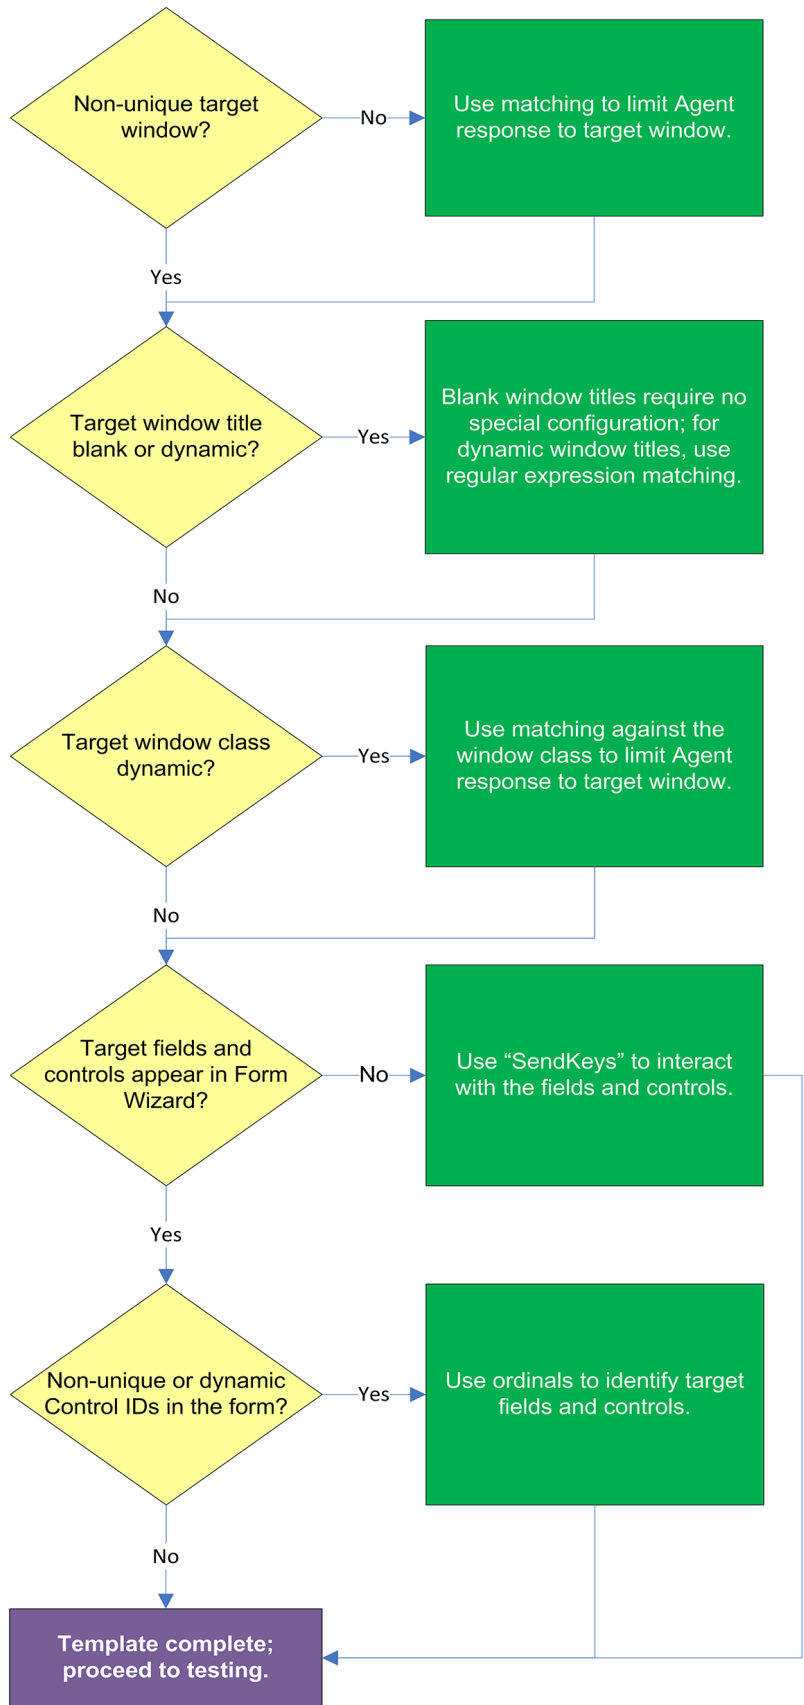 Non-unique target
window?
No
Use matching to limit Agent
response to target window.
Yes
Target window title
blank or dynamic?
Yes
Blank window titles require no
special configuration; for
dynamic window titles, use
regular expression matching.
No
Target window class
dynamic?
Yes
Use matching against the
window class to limit Agent
response to target window.
No
Target fields and
controls appear in Form
Wizard?
No
Use “SendKeys” to interact
with the fields and controls.
Yes
Non-unique or dynamic
Control IDs in the form?
Yes
Use ordinals to identify target
fields and controls.
No
Template complete;
proceed to testing.